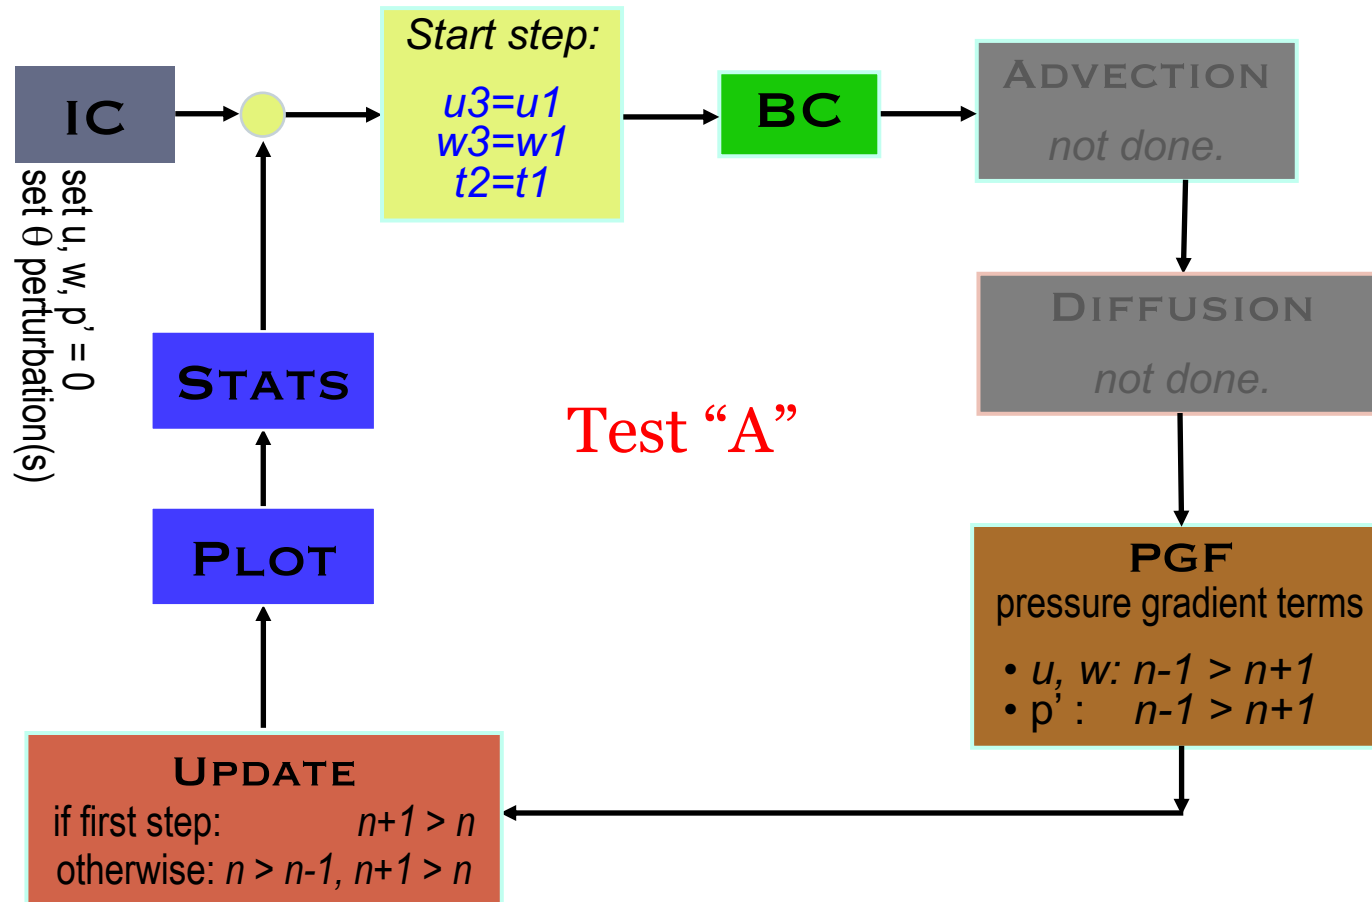 IC
set u, w, p' = 0
set θ perturbation(s)
Start step:
u3=u1
w3=w1
t2=t1
BC
ADVECTION
not done.
DIFFUSION
not done.
PGF
pressure gradient terms
• u, w: n-1 > n+1
• p' : n-1 > n+1
UPDATE
if first step: n+1 > n
otherwise: n > n-1, n+1 > n
PLOT
STATS
Test “A”